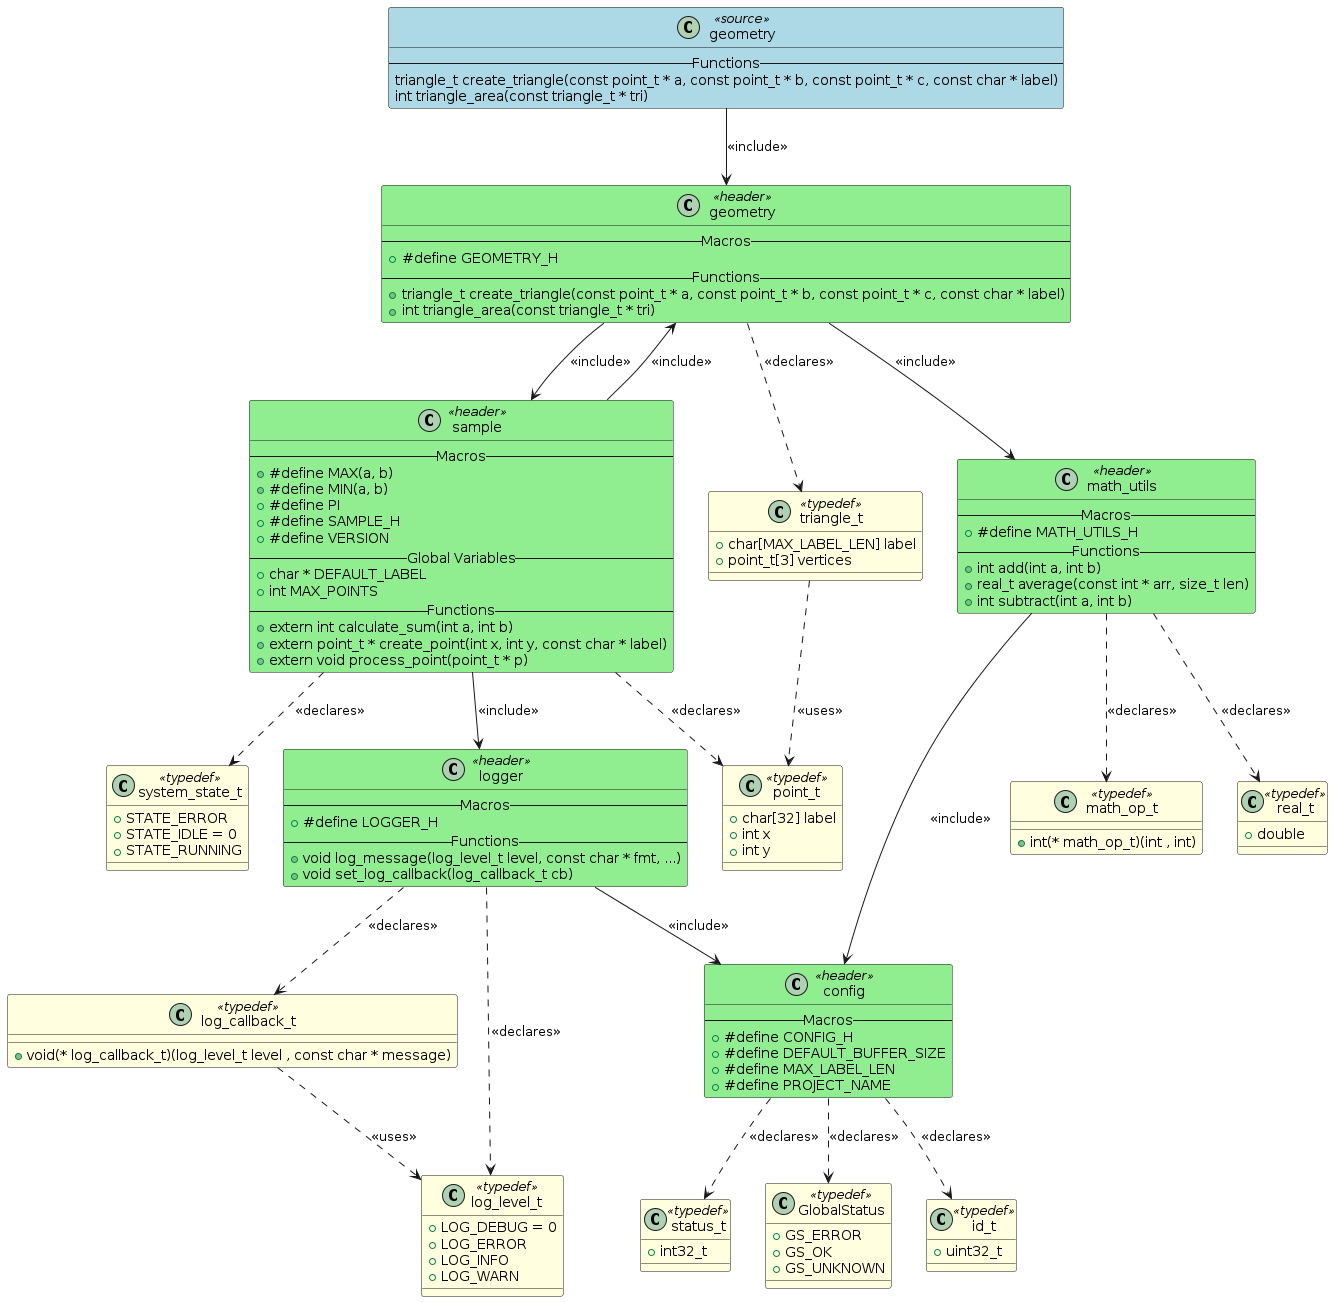 C
«source»
geometry
Functions
triangle_t create_triangle(const point_t * a, const point_t * b, const point_t * c, const char * label)
int triangle_area(const triangle_t * tri)
«include»
C
«header»
geometry
Macros
#define GEOMETRY_H
Functions
triangle_t create_triangle(const point_t * a, const point_t * b, const point_t * c, const char * label)
int triangle_area(const triangle_t * tri)
«include»
«include»
«declares»
«include»
C
«header»
sample
Macros
#define MAX(a, b)
#define MIN(a, b)
#define PI
#define SAMPLE_H
#define VERSION
Global Variables
char * DEFAULT_LABEL
int MAX_POINTS
Functions
extern int calculate_sum(int a, int b)
extern point_t * create_point(int x, int y, const char * label)
extern void process_point(point_t * p)
C
«typedef»
triangle_t
char[MAX_LABEL_LEN] label
point_t[3] vertices
C
«header»
math_utils
Macros
#define MATH_UTILS_H
Functions
int add(int a, int b)
real_t average(const int * arr, size_t len)
int subtract(int a, int b)
«declares»
«include»
«declares»
«uses»
«declares»
«declares»
C
«typedef»
system_state_t
STATE_ERROR
STATE_IDLE = 0
STATE_RUNNING
C
«header»
logger
Macros
#define LOGGER_H
Functions
void log_message(log_level_t level, const char * fmt, ...)
void set_log_callback(log_callback_t cb)
C
«typedef»
point_t
char[32] label
int x
int y
«include»
C
«typedef»
math_op_t
int(* math_op_t)(int , int)
C
«typedef»
real_t
double
«declares»
«declares»
«include»
C
«typedef»
log_callback_t
void(* log_callback_t)(log_level_t level , const char * message)
C
«header»
config
Macros
#define CONFIG_H
#define DEFAULT_BUFFER_SIZE
#define MAX_LABEL_LEN
#define PROJECT_NAME
«uses»
«declares»
«declares»
«declares»
C
«typedef»
log_level_t
LOG_DEBUG = 0
LOG_ERROR
LOG_INFO
LOG_WARN
C
«typedef»
status_t
int32_t
C
«typedef»
GlobalStatus
GS_ERROR
GS_OK
GS_UNKNOWN
C
«typedef»
id_t
uint32_t